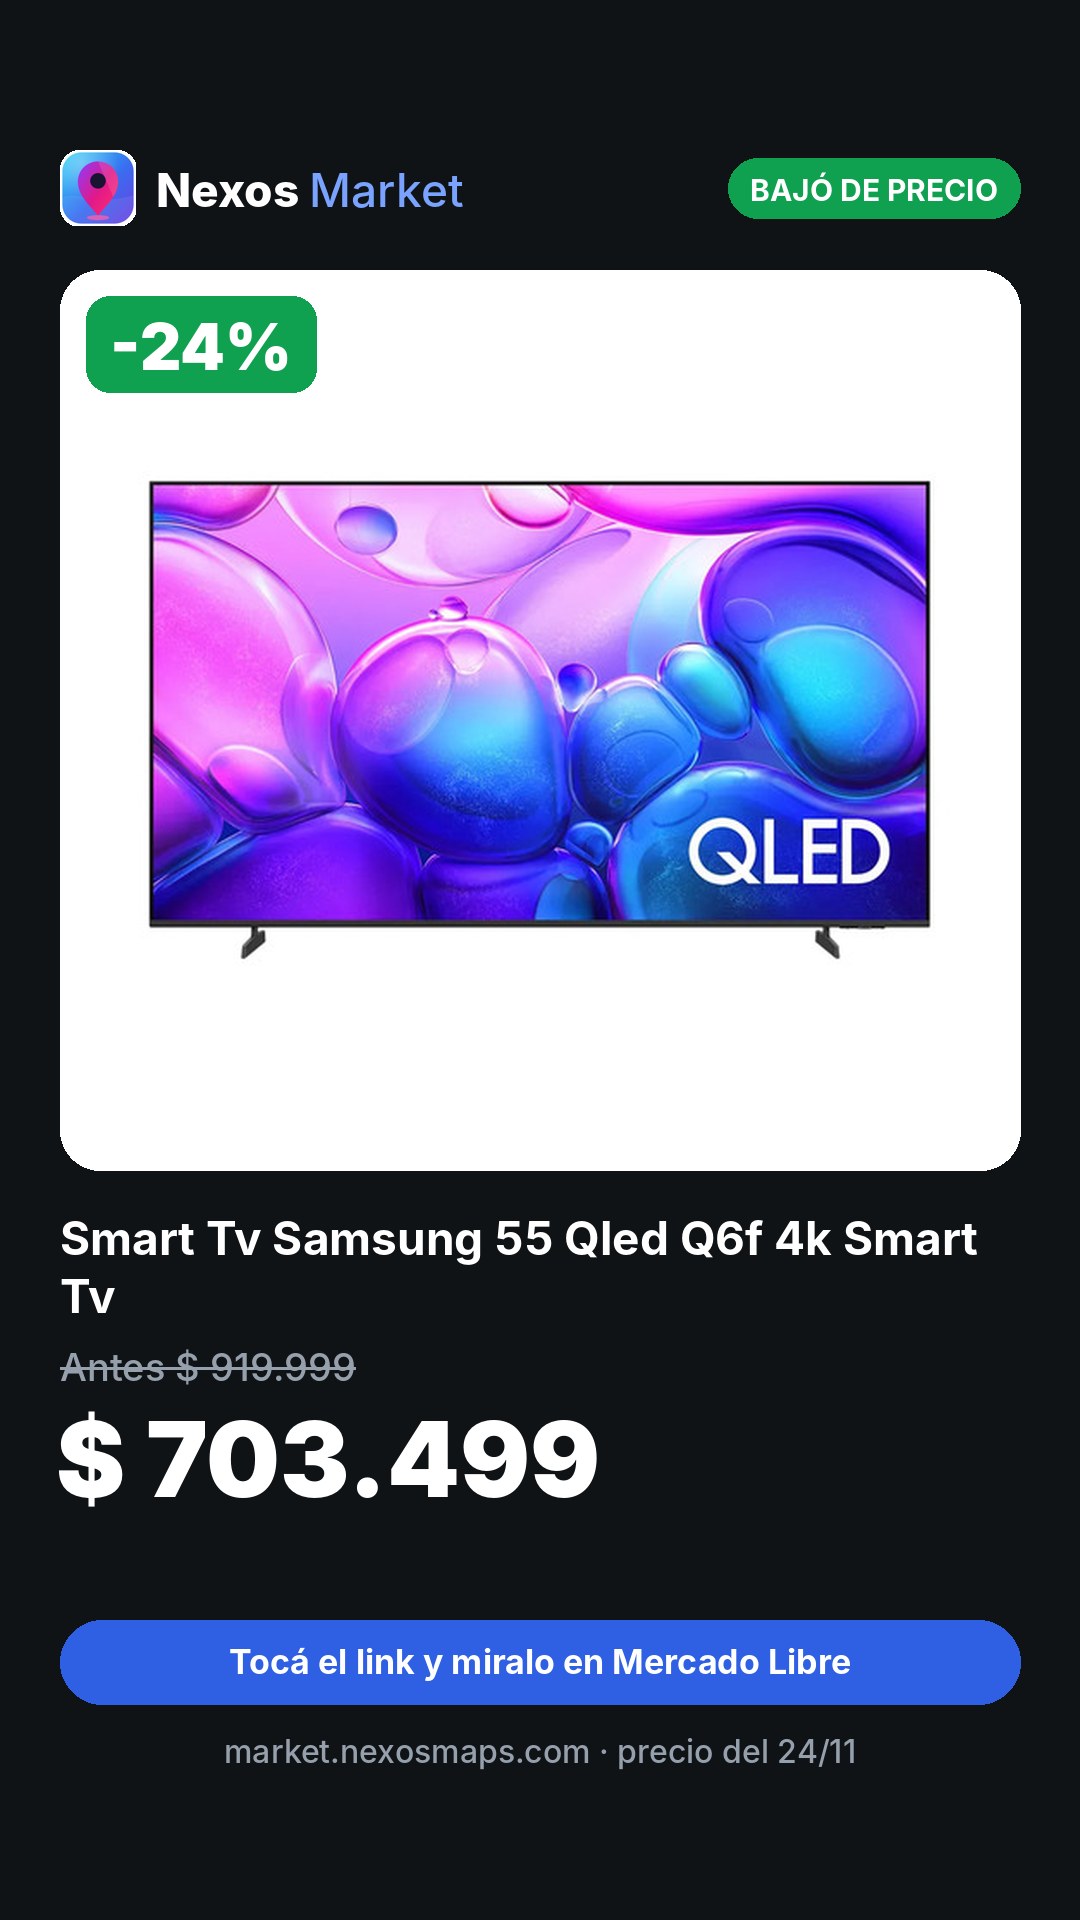 Nexos Market
BAJÓ DE PRECIO
-24%
QLED
Smart Tv Samsung 55 Qled Q6f 4k Smart
Tv
Antes $ 919.999
$ 703.499
Tocá el link y miralo en Mercado Libre
market.nexosmaps.com · precio del 24/11